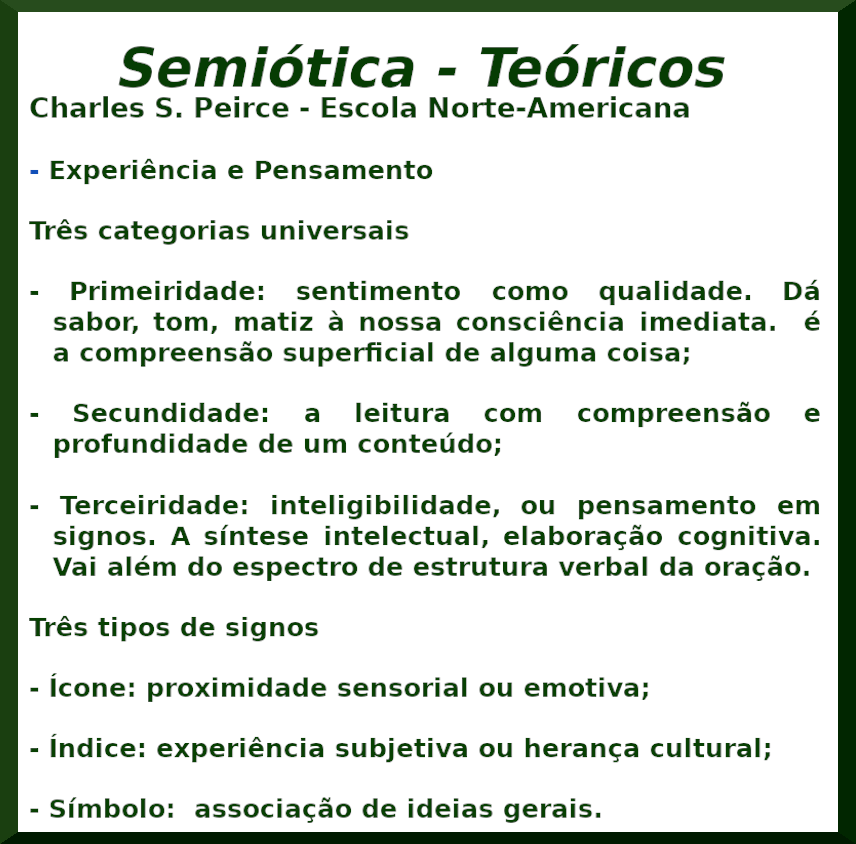 Semiótica - Teóricos
Charles S. Peirce - Escola Norte-Americana
- Experiência e Pensamento
Três categorias universais
- Primeiridade: sentimento como qualidade. Dá
sabor, tom, matiz à nossa consciência imediata.  é
a compreensão superficial de alguma coisa;
- Secundidade: a leitura com compreensão e
profundidade de um conteúdo;
- Terceiridade: inteligibilidade, ou pensamento em
signos. A síntese intelectual, elaboração cognitiva.
Vai além do espectro de estrutura verbal da oração.
Três tipos de signos
- Ícone: proximidade sensorial ou emotiva;
- Índice: experiência subjetiva ou herança cultural;
- Símbolo:  associação de ideias gerais.